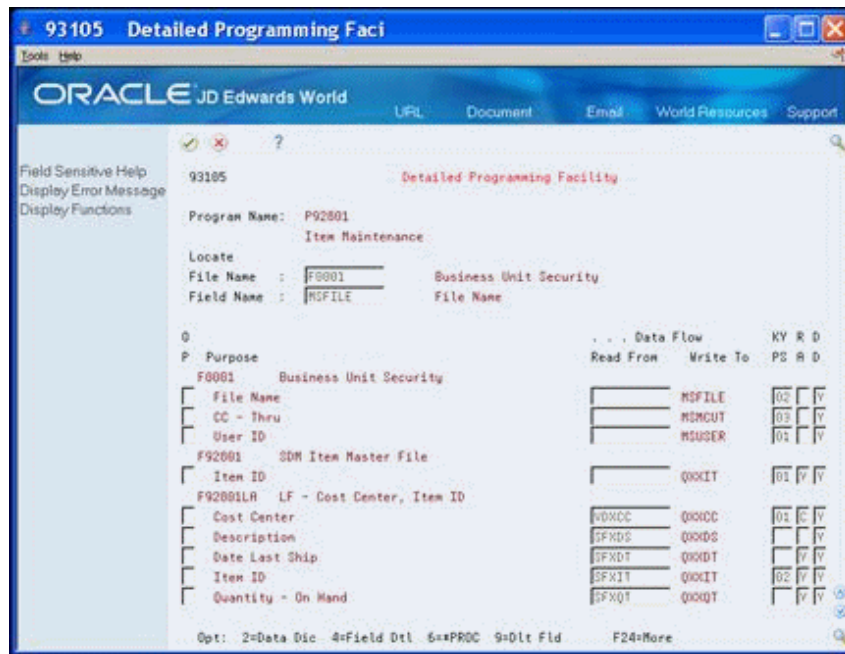 93105 Detailed Programming Faci
Tools Help
ORACLE JD Edwards World
URL Document Email World Resources Support
?
Field Sensitive Help
Display Error Message
Display Functions
93105 Detailed Programming Facility
Program Name: P92801
Item Maintenance
Locate
File Name : F0001 Business Unit Security
Field Name : MSFILE File Name
O . . . Data Flow KY R D
P Purpose Read From Write To PS A D
F0001 Business Unit Security
File Name MSFILE 02 Y
CC - Thru MSMCUT 03 Y
User ID MSUSER 01 Y
F92801 SDM Item Master File
Item ID QXXIT 01 Y Y
F92801LA LF - Cost Center, Item ID
Cost Center VDXCC QXXCC 01 C Y
Description SFXDS QXXDS Y
Date Last Ship SFXDT QXXDT Y Y
Item ID SFXIT QXXIT 02 Y Y
Quantity - On Hand SFXQT QXXQT Y Y
Opt: 2=Data Dic 4=Field Dtl 6=*PROC 9=Dlt Fld F24=More